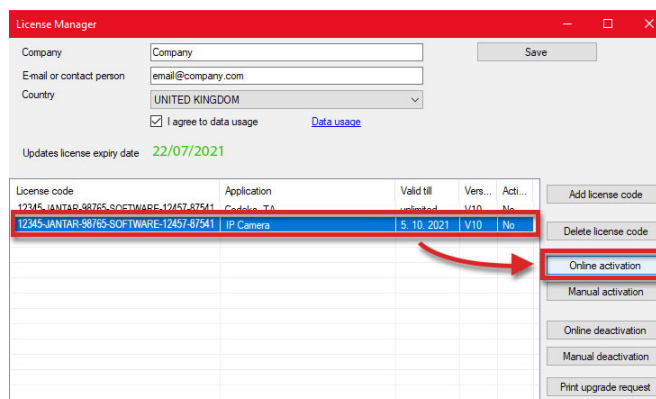 License Manager
Company Company Save
E-mail or contact person email@company.com
Country UNITED KINGDOM
I agree to data usage Data usage
Updates license expiry date 22/07/2021
License code Application Valid till Vers... Acti... Add license code
12345-JANTAR-98765-SOFTWARE-12457-87541 Codeks TA unlimited V10 No
12345-JANTAR-98765-SOFTWARE-12457-87541 IP Camera 5. 10. 2021 V10 No Delete license code
Online activation
Manual activation
Online deactivation
Manual deactivation
Print upgrade request